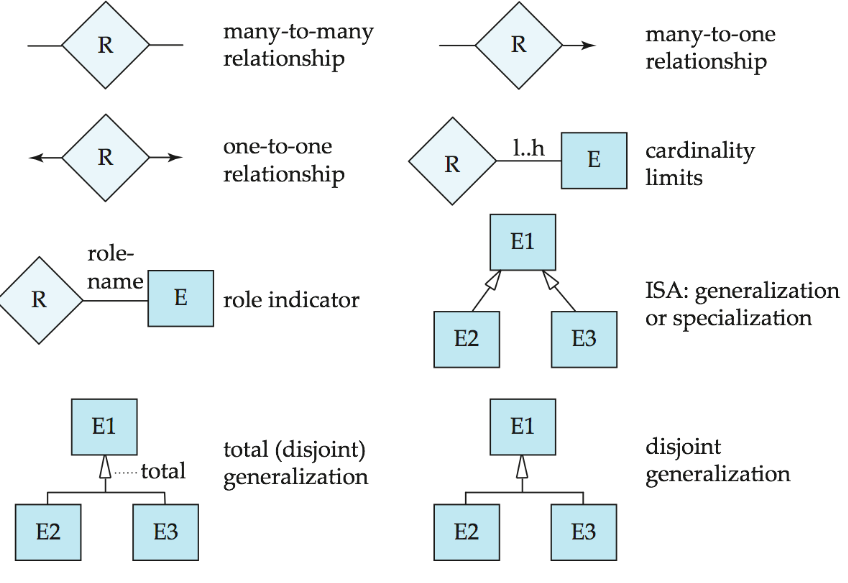 R
many-to-many
relationship
R
many-to-one
relationship
R
one-to-one
relationship
R
l..h
E
cardinality
limits
R
role-
name
E
role indicator
E1
E2
E3
ISA: generalization
or specialization
E1
total
E2
E3
total (disjoint)
generalization
E1
E2
E3
disjoint
generalization